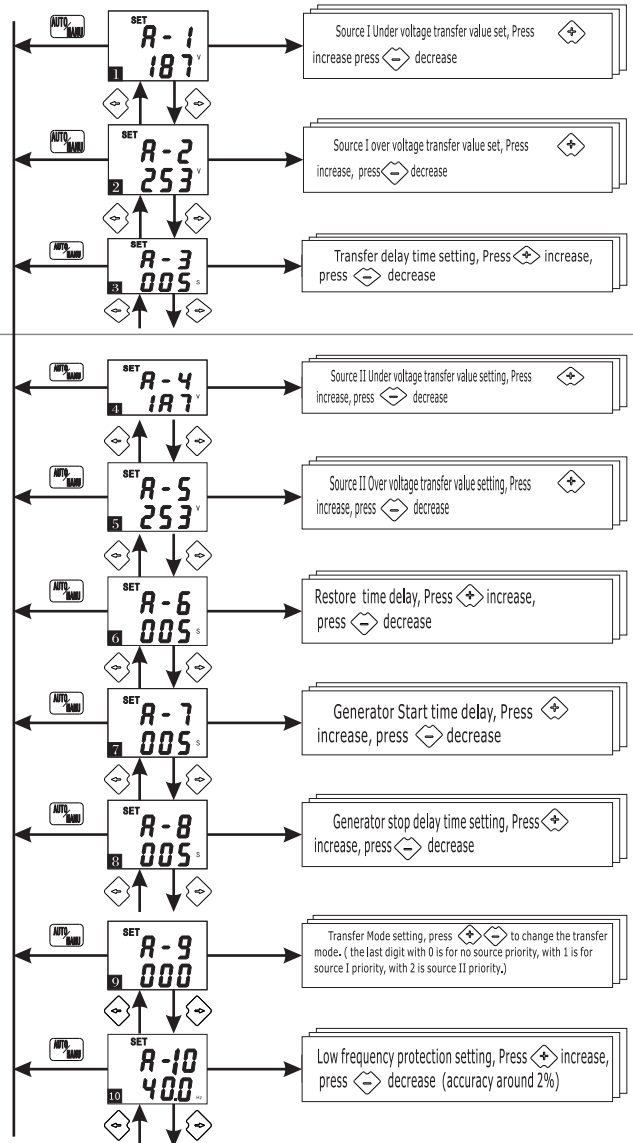 AUTO MANU
SET
A-1
187 V
1
Source I Under voltage transfer value set, Press
increase press decrease
AUTO MANU
SET
A-2
253 V
2
Source I over voltage transfer value set, Press
increase, press decrease
AUTO MANU
SET
A-3
005 S
3
Transfer delay time setting, Press increase,
press decrease
AUTO MANU
SET
A-4
1A7 V
4
Source II Under voltage transfer value setting, Press
increase, press decrease
AUTO MANU
SET
A-5
253 V
5
Source II Over voltage transfer value setting, Press
increase, press decrease
AUTO MANU
SET
A-6
005 S
6
Restore time delay, Press increase,
press decrease
AUTO MANU
SET
A-7
005 S
7
Generator Start time delay, Press
increase, press decrease
AUTO MANU
SET
A-8
005 S
8
Generator stop delay time setting, Press
increase, press decrease
AUTO MANU
SET
A-9
000
9
Transfer Mode setting, press to change the transfer
mode. ( the last digit with 0 is for no source priority, with 1 is for
source I priority, with 2 is source II priority.)
AUTO MANU
SET
A-10
40.0 Hz
10
Low frequency protection setting, Press increase,
press decrease (accuracy around 2%)